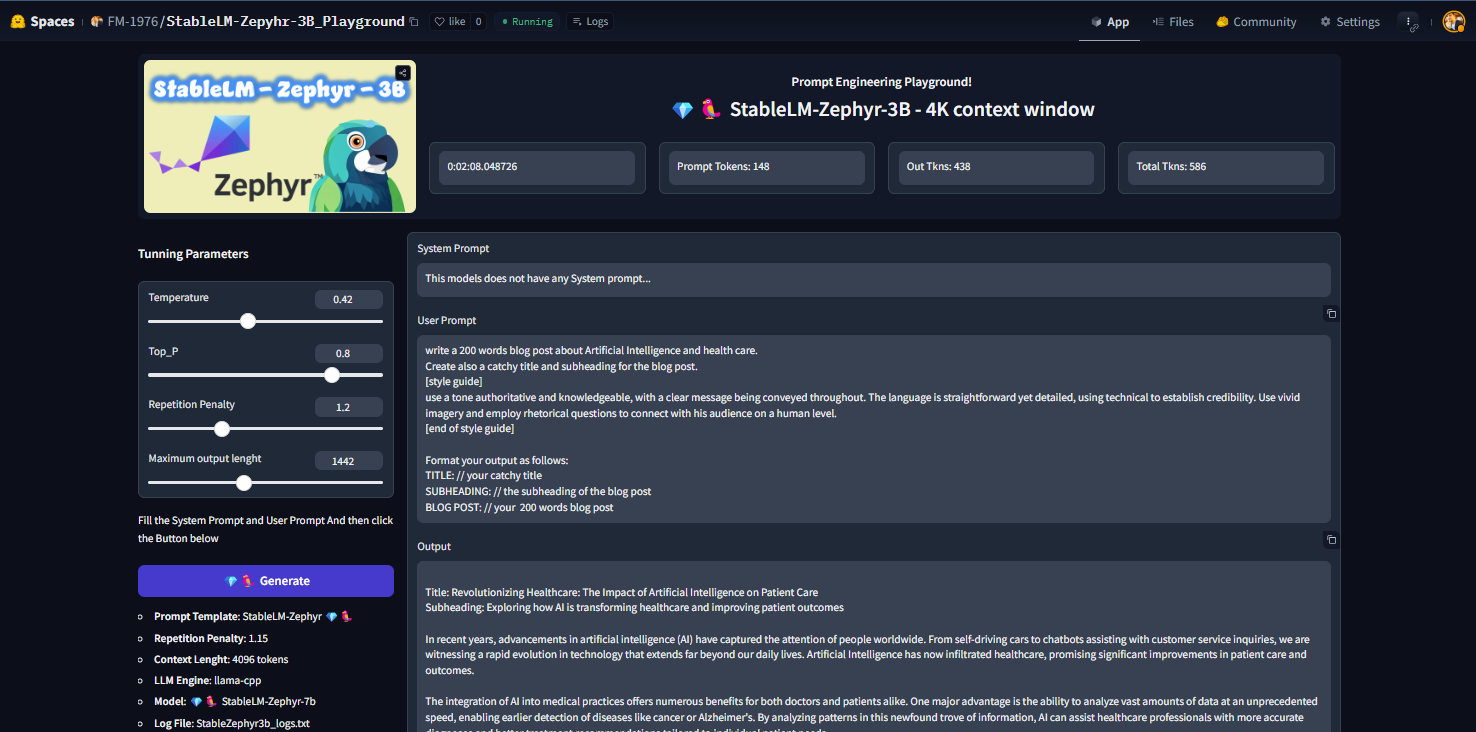 Spaces
FM-1976/StableLM-Zepyhr-3B_Playground
like 0
Running
Logs
App
Files
Community
Settings
StableLM - Zephyr - 3B
Zephyr™
Prompt Engineering Playground!
StableLM-Zephyr-3B - 4K context window
0:02:08.048726
Prompt Tokens: 148
Out Tkns: 438
Total Tkns: 586
Tunning Parameters
Temperature
0.42
Top_P
0.8
Repetition Penalty
1.2
Maximum output lenght
1442
Fill the System Prompt and User Prompt And then click
the Button below
Generate
Prompt Template: StableLM-Zephyr 💎 🦜
Repetition Penalty: 1.15
Context Lenght: 4096 tokens
LLM Engine: llama-cpp
Model: 💎 🦜 StableLM-Zephyr-7b
Log File: StableZephyr3b_logs.txt
System Prompt
This models does not have any System prompt...
User Prompt
write a 200 words blog post about Artificial Intelligence and health care.
Create also a catchy title and subheading for the blog post.
[style guide]
use a tone authoritative and knowledgeable, with a clear message being conveyed throughout. The language is straightforward yet detailed, using technical to establish credibility. Use vivid
imagery and employ rhetorical questions to connect with his audience on a human level.
[end of style guide]
Format your output as follows:
TITLE: // your catchy title
SUBHEADING: // the subheading of the blog post
BLOG POST: // your  200 words blog post
Output
Title: Revolutionizing Healthcare: The Impact of Artificial Intelligence on Patient Care
Subheading: Exploring how AI is transforming healthcare and improving patient outcomes
In recent years, advancements in artificial intelligence (AI) have captured the attention of people worldwide. From self-driving cars to chatbots assisting with customer service inquiries, we are
witnessing a rapid evolution in technology that extends far beyond our daily lives. Artificial Intelligence has now infiltrated healthcare, promising significant improvements in patient care and
outcomes.
The integration of AI into medical practices offers numerous benefits for both doctors and patients alike. One major advantage is the ability to analyze vast amounts of data at an unprecedented
speed, enabling earlier detection of diseases like cancer or Alzheimer's. By analyzing patterns in this newfound trove of information, AI can assist healthcare professionals with more accurate